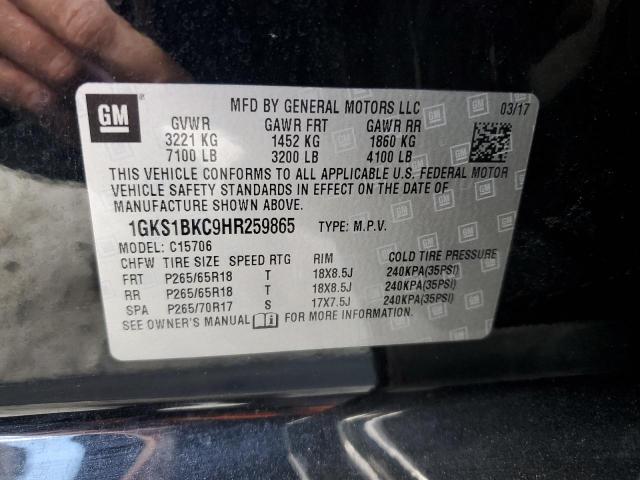 GM
MFD BY GENERAL MOTORS LLC 03/17
GVWR GAWR FRT GAWR RR
3221 KG 1452 KG 1860 KG
7100 LB 3200 LB 4100 LB
THIS VEHICLE CONFORMS TO ALL APPLICABLE U.S. FEDERAL MOTOR
VEHICLE SAFETY STANDARDS IN EFFECT ON THE DATE OF
MANUFACTURE SHOWN ABOVE.
1GKS1BKC9HR259865 TYPE: M.P.V.
MODEL: C15706
CHFW TIRE SIZE SPEED RTG RIM COLD TIRE PRESSURE
FRT P265/65R18 T 18X8.5J 240KPA(35PSI)
RR P265/65R18 T 18X8.5J 240KPA(35PSI)
SPA P265/70R17 S 17X7.5J 240KPA(35PSI)
SEE OWNER'S MANUAL FOR MORE INFORMATION.